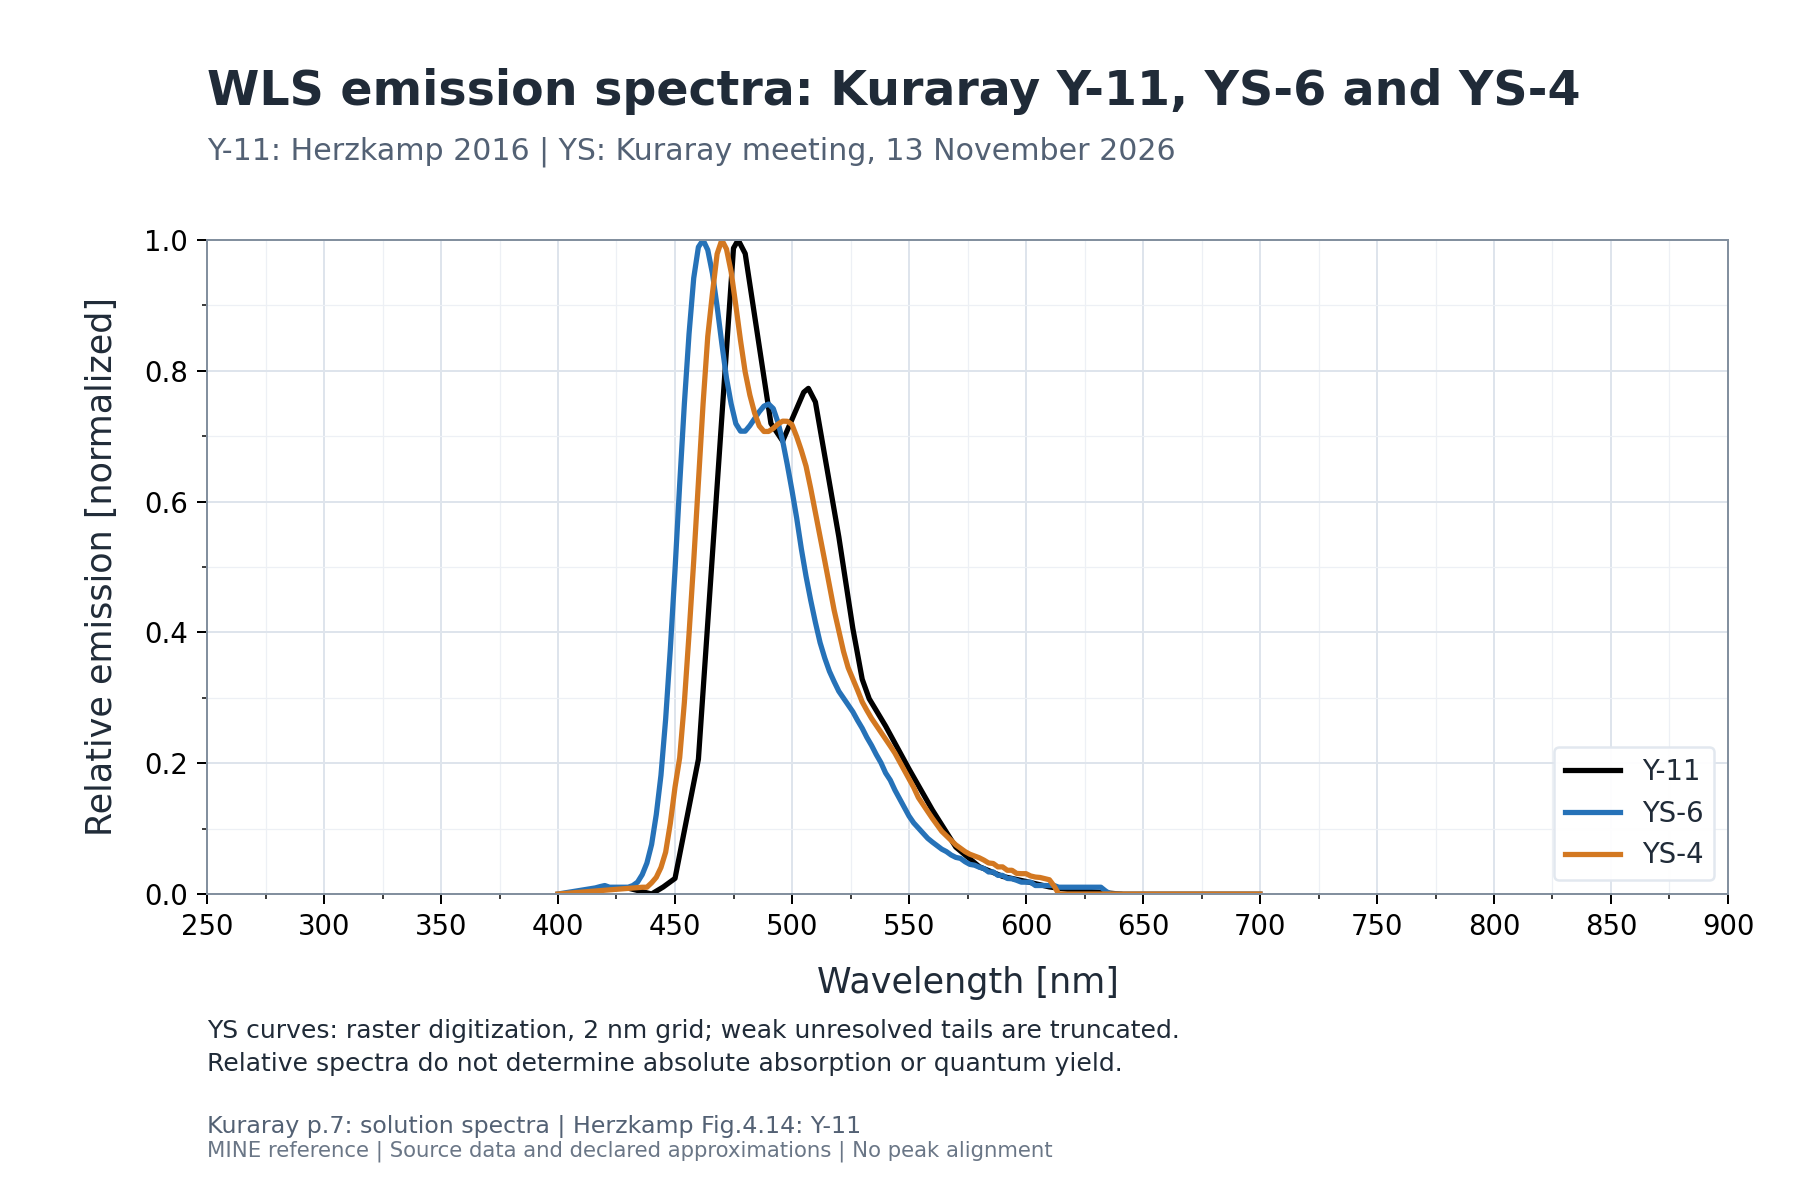 WLS emission spectra: Kuraray Y-11, YS-6 and YS-4
Y-11: Herzkamp 2016 | YS: Kuraray meeting, 13 November 2026
Relative emission [normalized]
1.0
0.8
0.6
0.4
0.2
0.0
250 300 350 400 450 500 550 600 650 700 750 800 850 900
Y-11
YS-6
YS-4
Wavelength [nm]
YS curves: raster digitization, 2 nm grid; weak unresolved tails are truncated.
Relative spectra do not determine absolute absorption or quantum yield.
Kuraray p.7: solution spectra | Herzkamp Fig.4.14: Y-11
MINE reference | Source data and declared approximations | No peak alignment